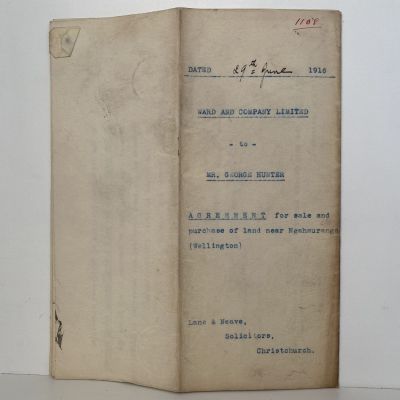 1108
DATED 29th June 1916
WARD AND COMPANY LIMITED
- to -
MR. GEORGE HUNTER
AGREEMENT for sale and
purchase of land near Ngahauranga
(Wellington)
Lane & Neave,
Solicitors,
Christchurch.